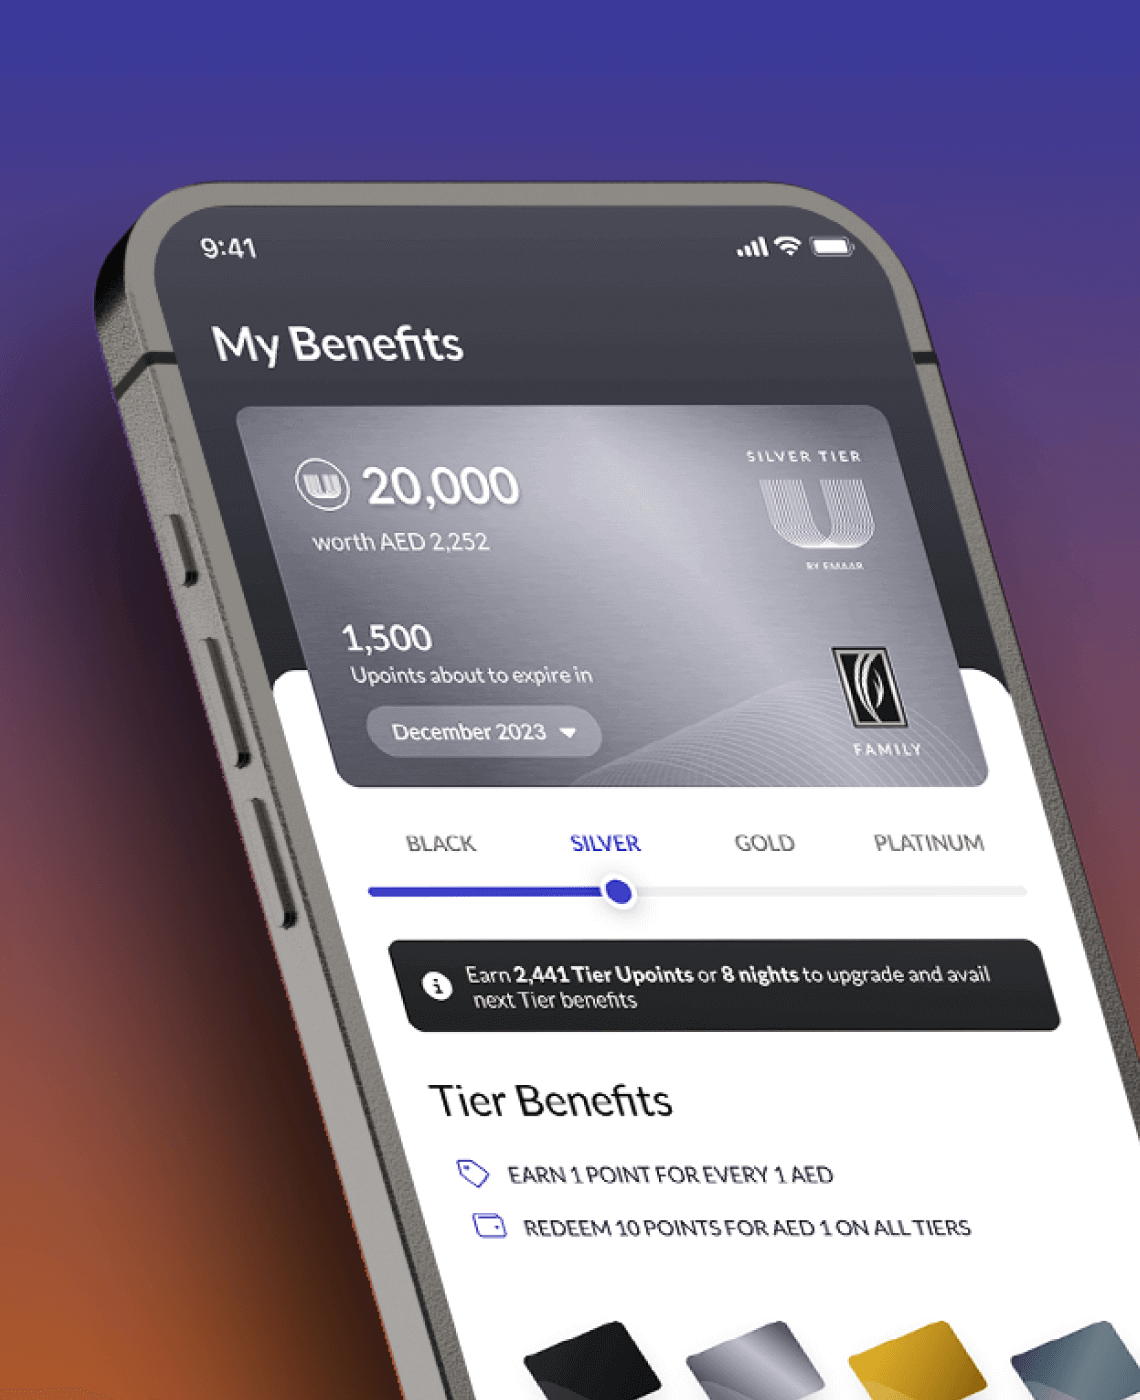 9:41
My Benefits
20,000
worth AED 2,252
SILVER TIER
BY EMAAR
1,500
Upoints about to expire in
December 2023
FAMILY
BLACK SILVER GOLD PLATINUM
Earn 2,441 Tier Upoints or 8 nights to upgrade and avail
next Tier benefits
Tier Benefits
EARN 1 POINT FOR EVERY 1 AED
REDEEM 10 POINTS FOR AED 1 ON ALL TIERS